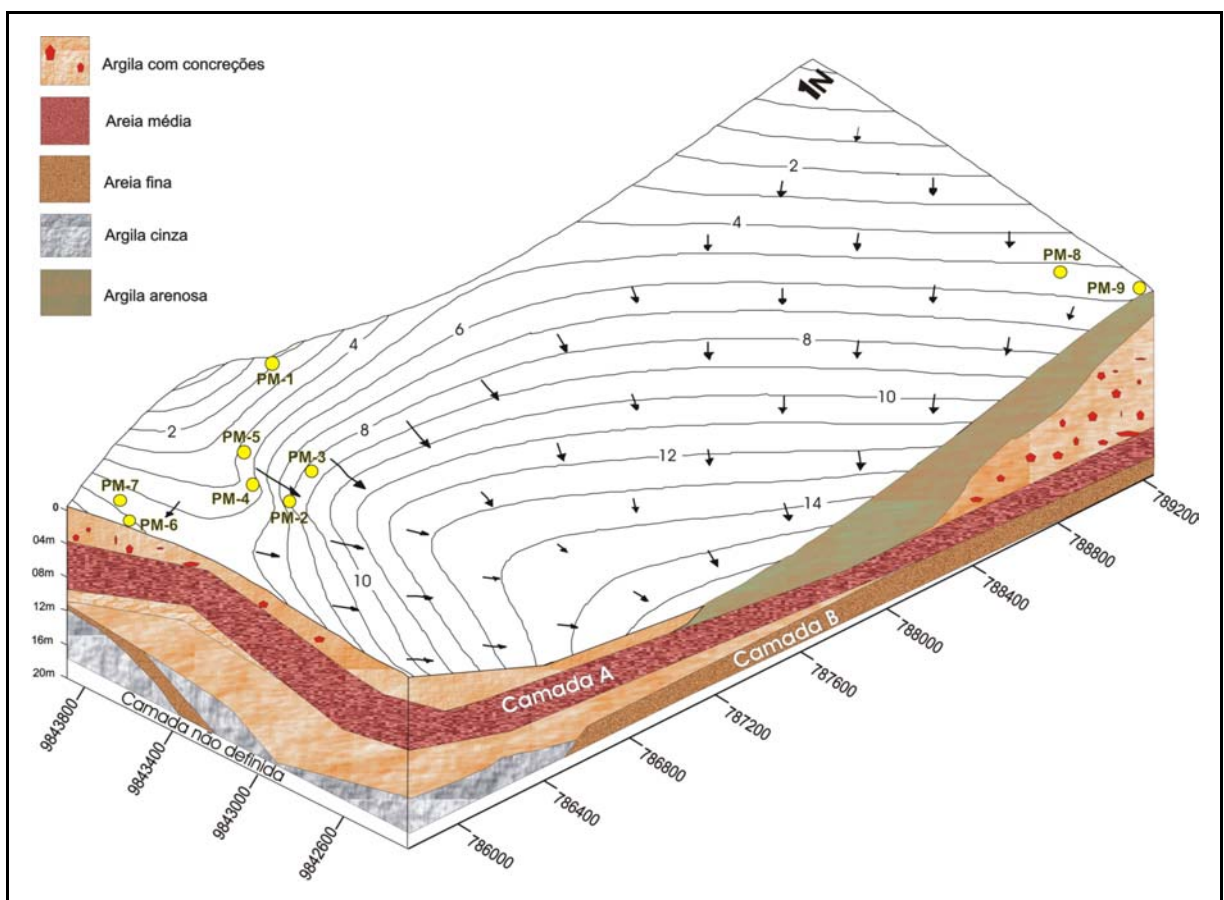 Argila com concreções
Areia média
Areia fina
Argila cinza
Argila arenosa
N
2
4
PM-8
PM-9
6
4
8
PM-1
10
2
8
PM-5
PM-3
12
PM-4
PM-2
14
PM-7
PM-6
10
0
04m
08m
12m
16m
20m
Camada A
Camada B
Camada não definida
9843800
9843400
9843000
9842600
786000
786400
786800
787200
787600
788000
788400
788800
789200